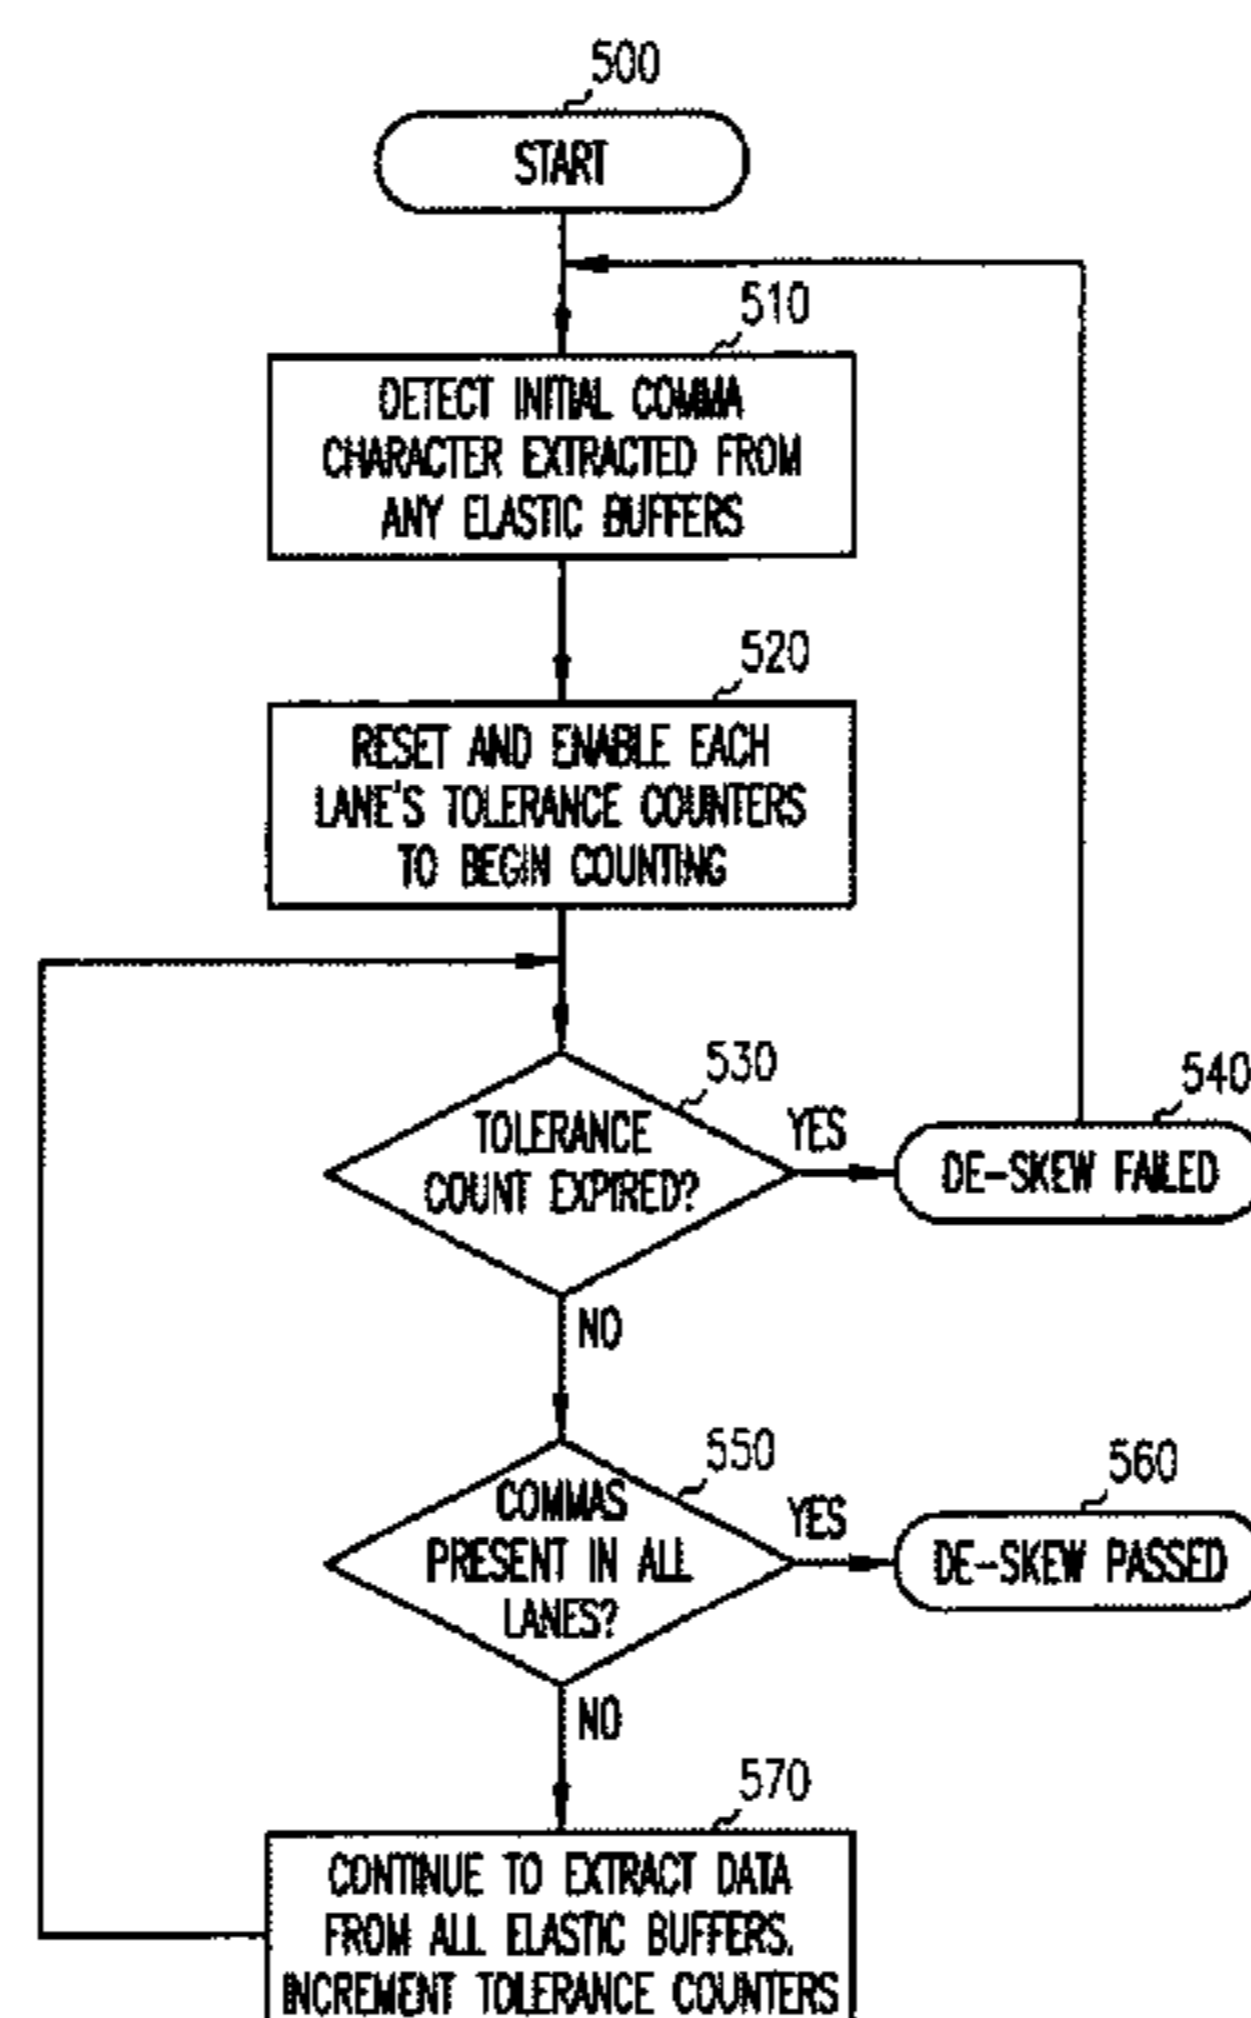 500
START
510
DETECT INITIAL COMMA
CHARACTER EXTRACTED FROM
ANY ELASTIC BUFFERS
520
RESET AND ENABLE EACH
LANE'S TOLERANCE COUNTERS
TO BEGIN COUNTING
530
TOLERANCE
COUNT EXPIRED?
YES
540
DE-SKEW FAILED
NO
550
COMMAS
PRESENT IN ALL
LANES?
YES
560
DE-SKEW PASSED
NO
570
CONTINUE TO EXTRACT DATA
FROM ALL ELASTIC BUFFERS.
INCREMENT TOLERANCE COUNTERS